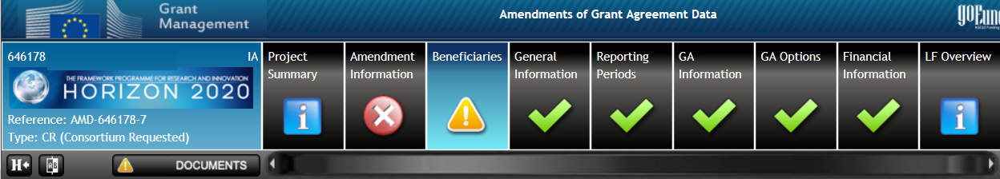 Grant
Management
Amendments of Grant Agreement Data
646178 IA
THE FRAMEWORK PROGRAMME FOR RESEARCH AND INNOVATION
HORIZON 2020
Reference: AMD-646178-7
Type: CR (Consortium Requested)
Project
Summary
Amendment
Information
Beneficiaries
General
Information
Reporting
Periods
GA
Information
GA Options
Financial
Information
LF Overview
H
DOCUMENTS